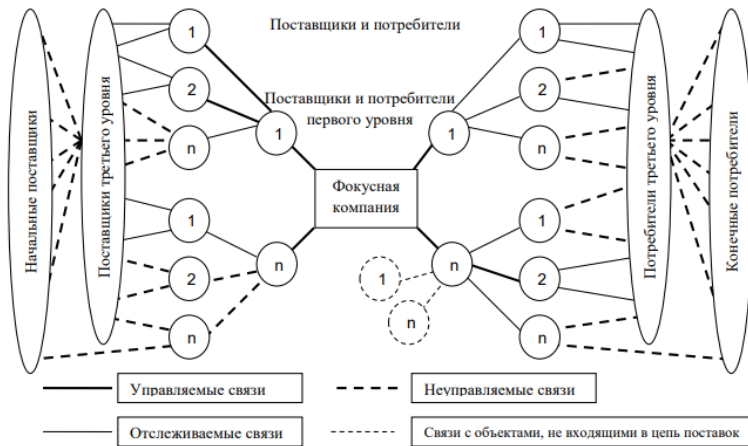 Поставщики и потребители
Поставщики и потребители
первого уровня
Начальные поставщики
Поставщики третьего уровня
1
2
n
1
1
2
n
n
Фокусная
компания
1
n
1
n
1
2
n
1
2
n
Потребители третьего уровня
Конечные потребители
Управляемые связи
Неуправляемые связи
Отслеживаемые связи
Связи с объектами, не входящими в цепь поставок